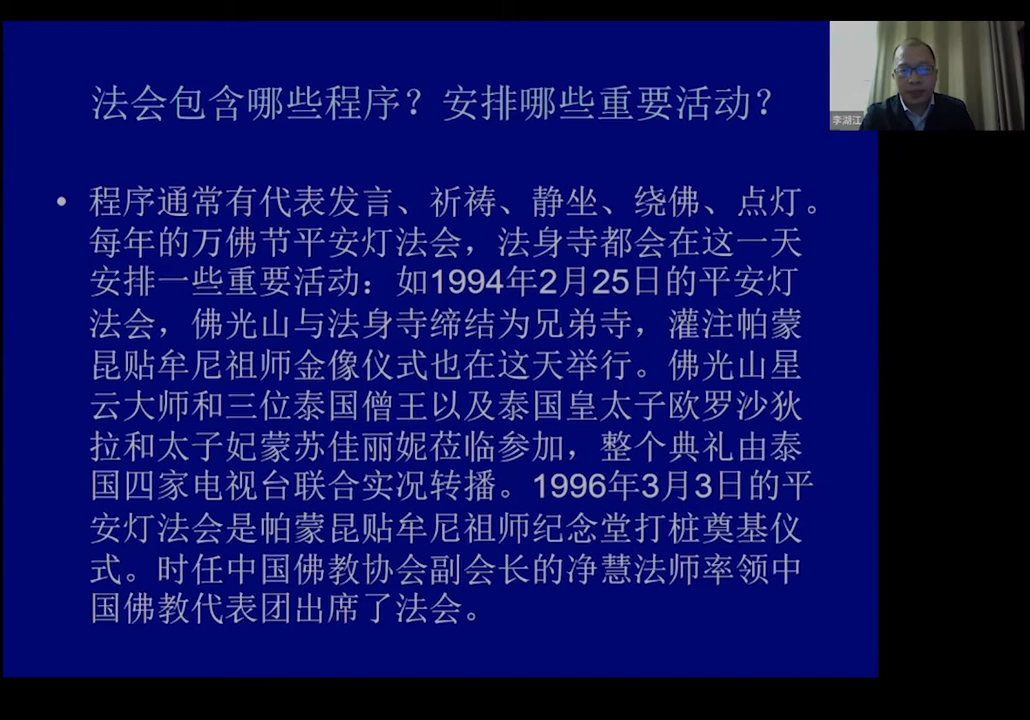 法会包含哪些程序？安排哪些重要活动？
李湖江
• 程序通常有代表发言、祈祷、静坐、绕佛、点灯。
每年的万佛节平安灯法会，法身寺都会在这一天
安排一些重要活动：如1994年2月25日的平安灯
法会，佛光山与法身寺缔结为兄弟寺，灌注帕蒙
昆贴牟尼祖师金像仪式也在这天举行。佛光山星
云大师和三位泰国僧王以及泰国皇太子欧罗沙狄
拉和太子妃蒙苏佳丽妮莅临参加，整个典礼由泰
国四家电视台联合实况转播。1996年3月3日的平
安灯法会是帕蒙昆贴牟尼祖师纪念堂打桩奠基仪
式。时任中国佛教协会副会长的净慧法师率领中
国佛教代表团出席了法会。